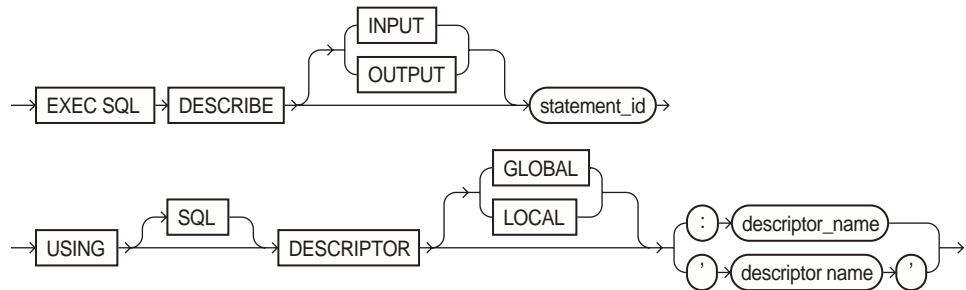 INPUT
OUTPUT
EXEC SQL DESCRIBE statement_id
GLOBAL
SQL LOCAL
USING DESCRIPTOR
: descriptor_name
' descriptor name '